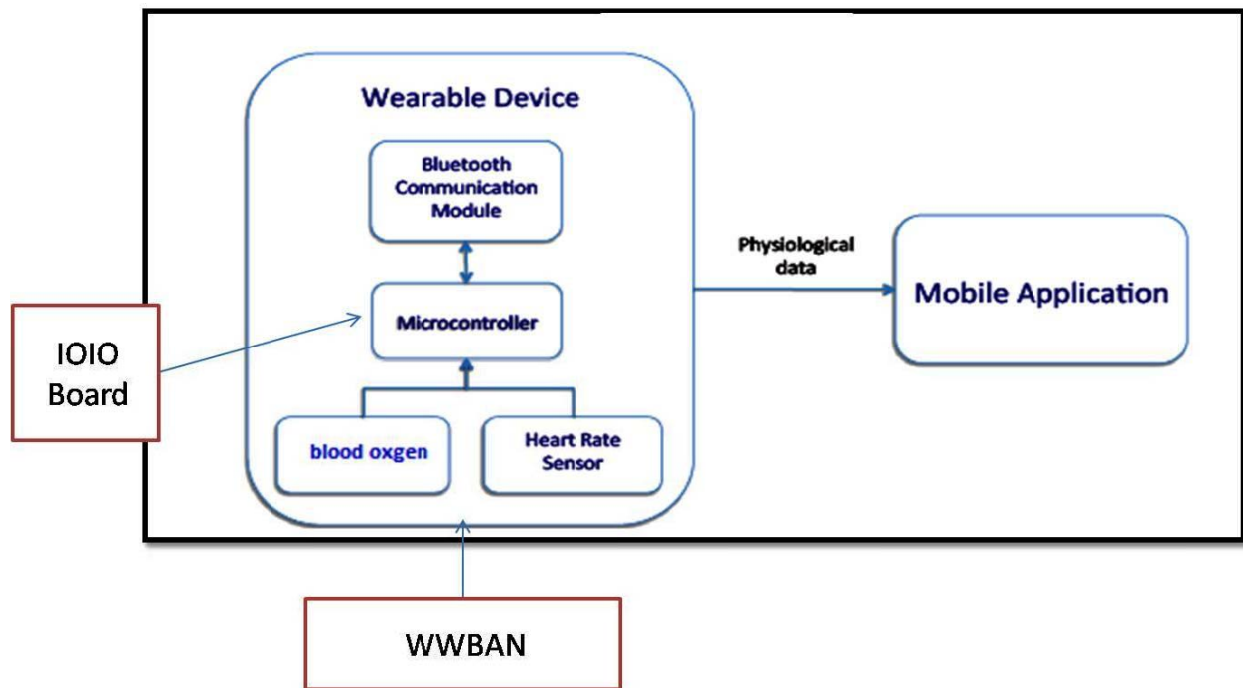 Wearable Device
Bluetooth
Communication
Module
Physiological
data
Mobile Application
Microcontroller
IOIO
Board
blood oxgen
Heart Rate
Sensor
WWBAN